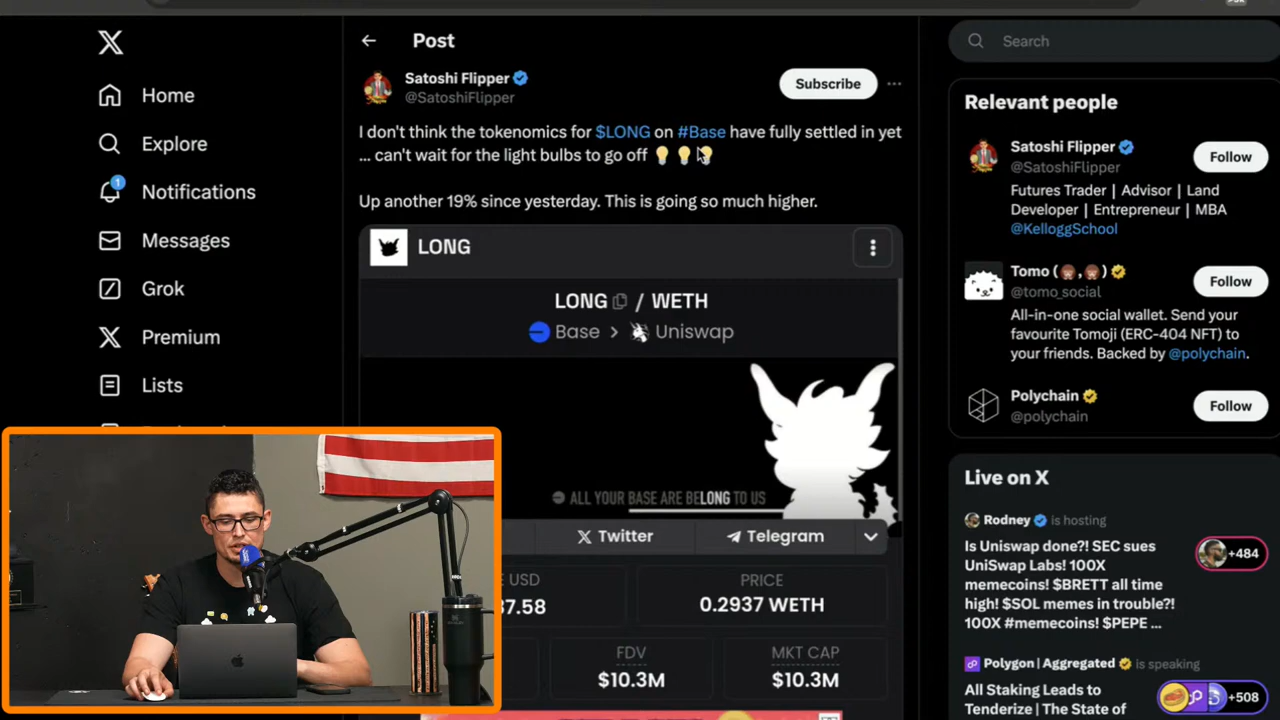 Home
Explore
1
Notifications
Messages
Grok
Premium
Lists
Post
Satoshi Flipper
@SatoshiFlipper
Subscribe
I don't think the tokenomics for $LONG on #Base have fully settled in yet
... can't wait for the light bulbs to go off 💡💡💡
Up another 19% since yesterday. This is going so much higher.
LONG
LONG / WETH
Base > Uniswap
ALL YOUR BASE ARE BELONG TO US
Twitter
Telegram
USD
PRICE
7.58
0.2937 WETH
FDV
MKT CAP
$10.3M
$10.3M
Search
Relevant people
Satoshi Flipper
@SatoshiFlipper
Follow
Futures Trader | Advisor | Land
Developer | Entrepreneur | MBA
@KelloggSchool
Tomo (👩🏽,👩🏽)
@tomo_social
Follow
All-in-one social wallet. Send your
favourite Tomoji (ERC-404 NFT) to
your friends. Backed by @polychain.
Polychain
@polychain
Follow
Live on X
Rodney is hosting
Is Uniswap done?! SEC sues
UniSwap Labs! 100X
memecoins! $BRETT all time
high! $SOL memes in trouble?!
100X #memecoins! $PEPE ...
+484
Polygon | Aggregated is speaking
All Staking Leads to
Tenderize | The State of
+508